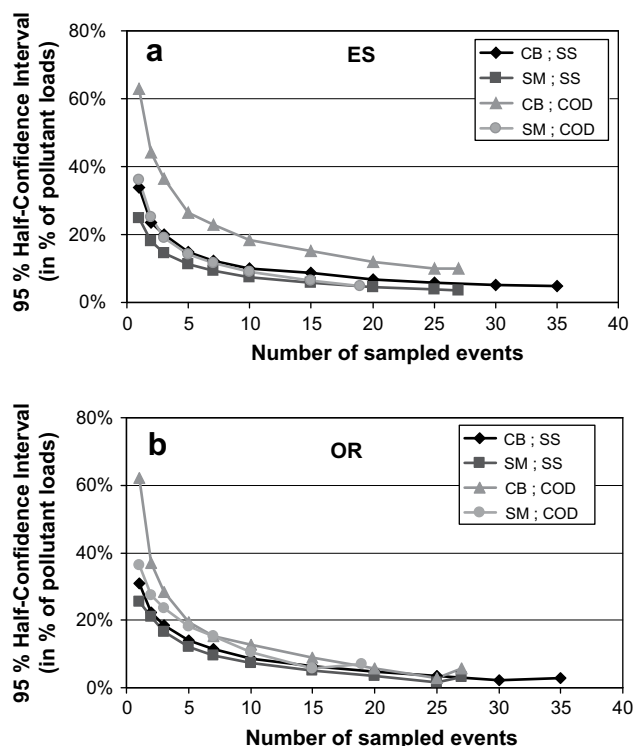 80%
a
ES
CB ; SS
SM ; SS
CB ; COD
SM ; COD
60%
40%
20%
0%
0 5 10 15 20 25 30 35 40
95 % Half-Confidence Interval
(in % of pollutant loads)
Number of sampled events
80%
b
OR
CB ; SS
SM ; SS
CB ; COD
SM ; COD
60%
40%
20%
0%
0 5 10 15 20 25 30 35 40
95 % Half-Confidence Interval
(in % of pollutant loads)
Number of sampled events